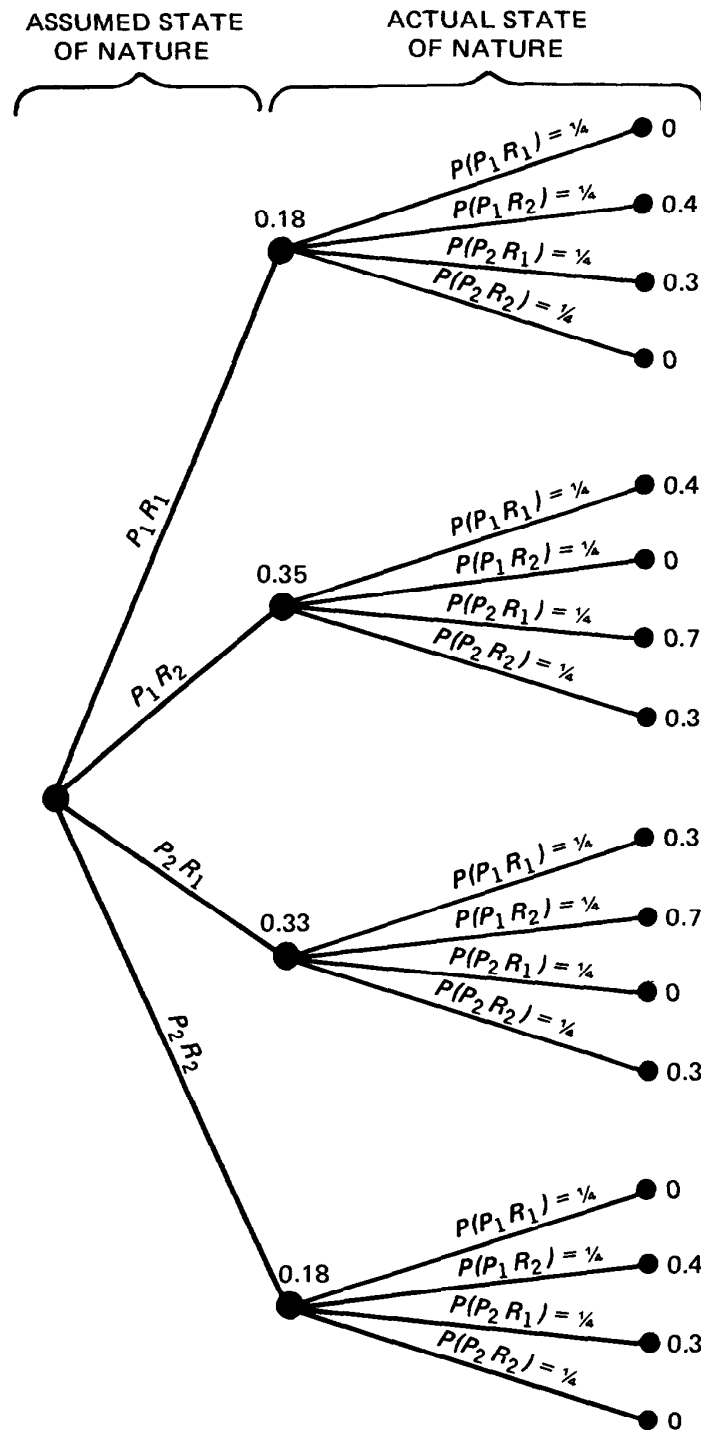 ASSUMED STATE OF NATURE
ACTUAL STATE OF NATURE
P(P₁R₁) = ¼ 0
0.18
P(P₁R₂) = ¼ 0.4
P(P₂R₁) = ¼ 0.3
P(P₂R₂) = ¼ 0
P₁R₁
P(P₁R₁) = ¼ 0.4
0.35
P(P₁R₂) = ¼ 0
P(P₂R₁) = ¼ 0.7
P(P₂R₂) = ¼ 0.3
P₁R₂
P₂R₁
P(P₁R₁) = ¼ 0.3
0.33
P(P₁R₂) = ¼ 0.7
P(P₂R₁) = ¼ 0
P(P₂R₂) = ¼ 0.3
P₂R₂
P(P₁R₁) = ¼ 0
0.18
P(P₁R₂) = ¼ 0.4
P(P₂R₁) = ¼ 0.3
P(P₂R₂) = ¼ 0